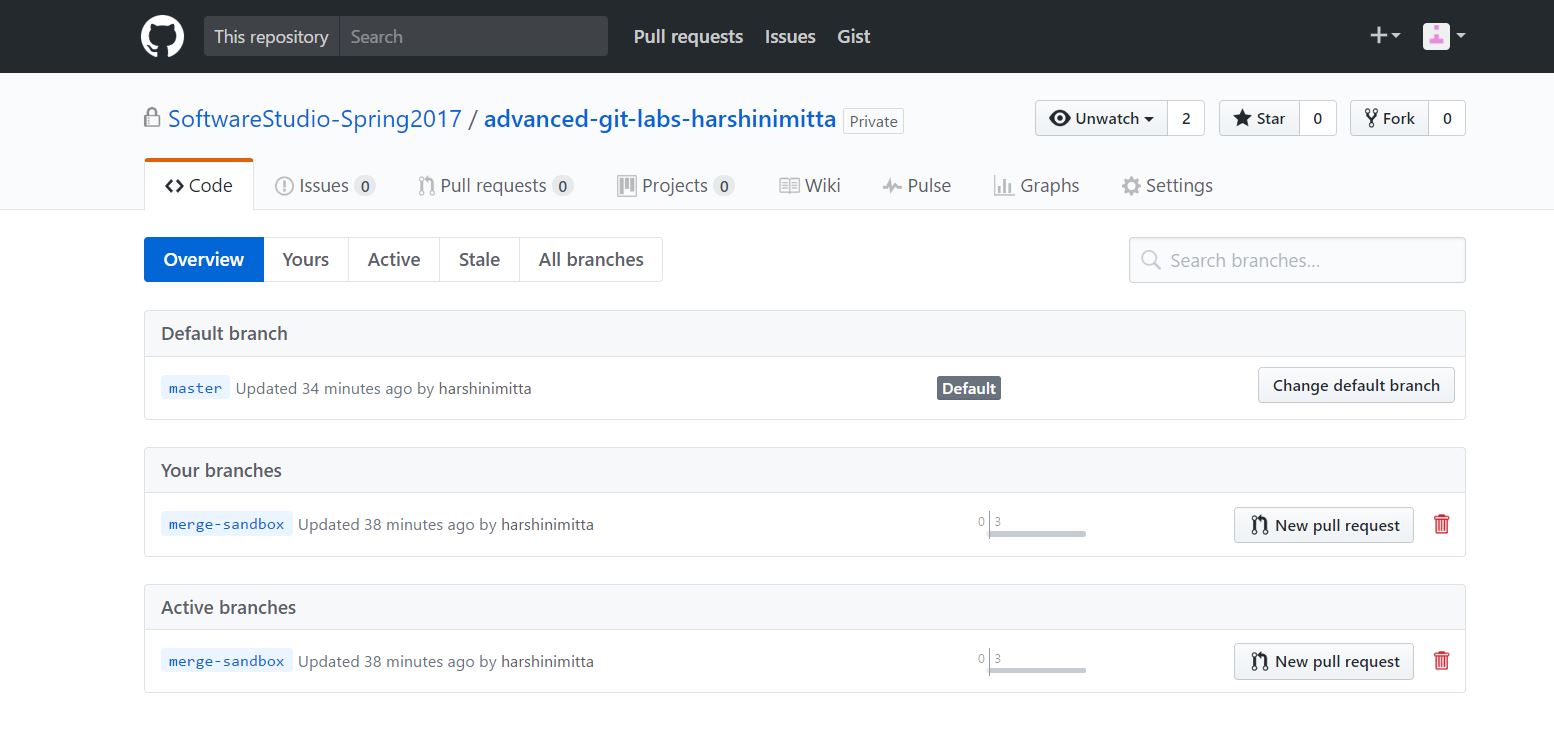 This repository Search Pull requests Issues Gist
SoftwareStudio-Spring2017 / advanced-git-labs-harshinimitta Private Unwatch 2 Star 0 Fork 0
Code Issues 0 Pull requests 0 Projects 0 Wiki Pulse Graphs Settings
Overview Yours Active Stale All branches Search branches...
Default branch
master Updated 34 minutes ago by harshinimitta Default Change default branch
Your branches
merge-sandbox Updated 38 minutes ago by harshinimitta 0 3 New pull request
Active branches
merge-sandbox Updated 38 minutes ago by harshinimitta 0 3 New pull request